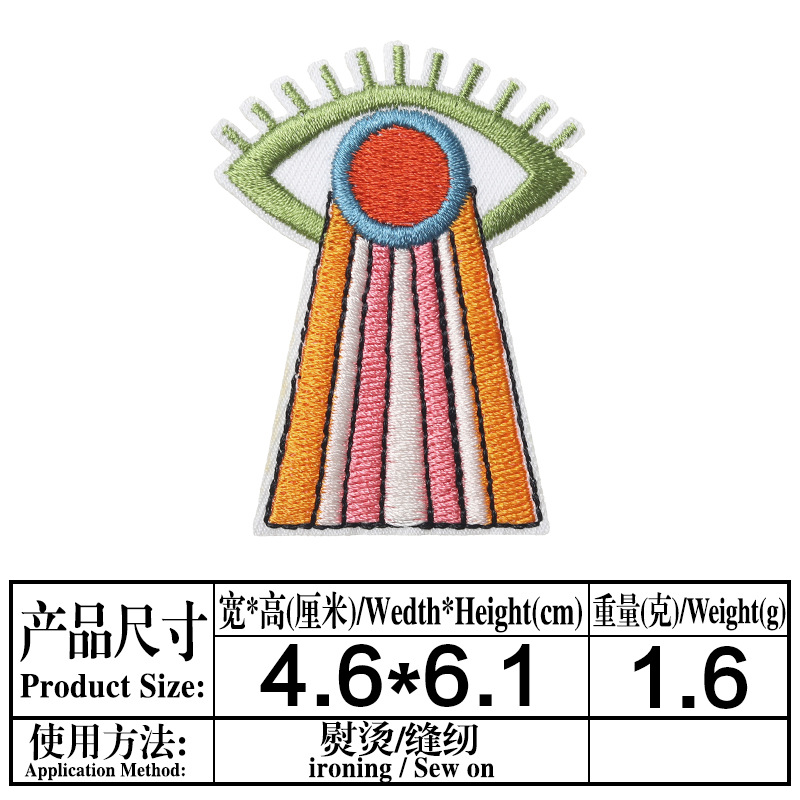 产品尺寸
Product Size:
宽*高(厘米)/Wedth*Height(cm)
重量(克)/Weight(g)
4.6*6.1
1.6
使用方法:
Application Method:
熨烫/缝纫
ironing / Sew on